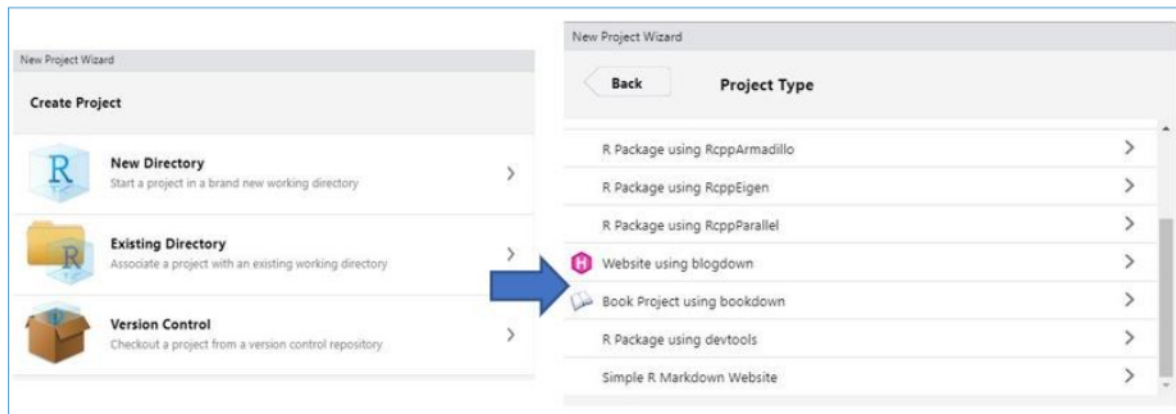 New Project Wizard
Create Project
R
New Directory
Start a project in a brand new working directory
R
Existing Directory
Associate a project with an existing working directory
Version Control
Checkout a project from a version control repository
New Project Wizard
Back
Project Type
R Package using RcppArmadillo
R Package using RcppEigen
R Package using RcppParallel
H
Website using blogdown
Book Project using bookdown
R Package using devtools
Simple R Markdown Website